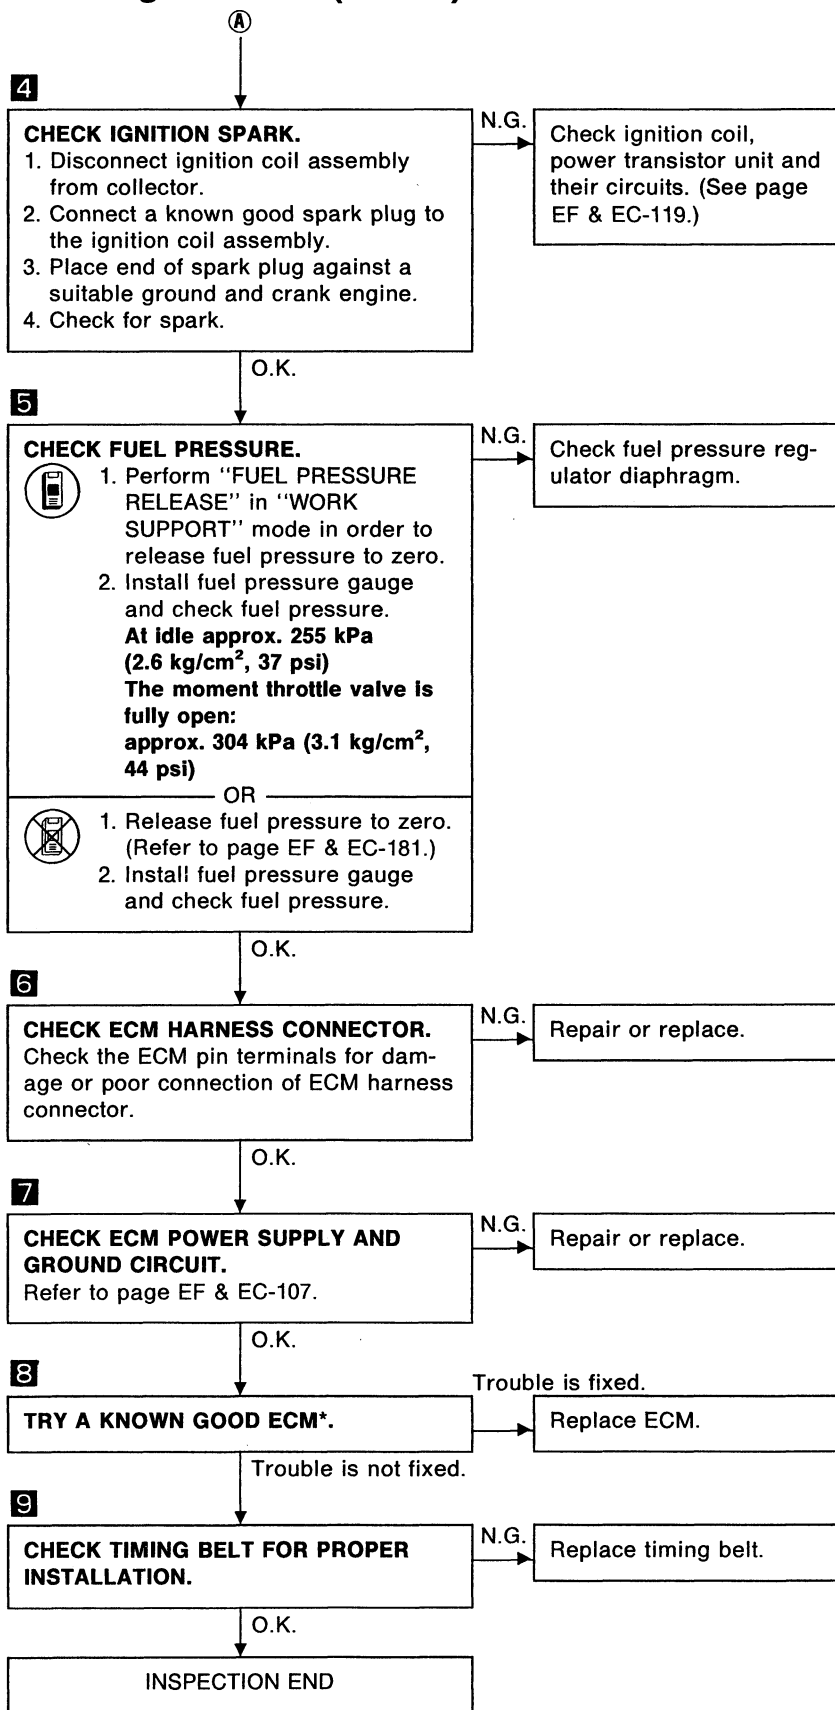 A
4
CHECK IGNITION SPARK.
1. Disconnect ignition coil assembly
from collector.
2. Connect a known good spark plug to
the ignition coil assembly.
3. Place end of spark plug against a
suitable ground and crank engine.
4. Check for spark.
N.G.
Check ignition coil,
power transistor unit and
their circuits. (See page
EF & EC-119.)
O.K.
5
CHECK FUEL PRESSURE.
1. Perform "FUEL PRESSURE
RELEASE" in "WORK
SUPPORT" mode in order to
release fuel pressure to zero.
2. Install fuel pressure gauge
and check fuel pressure.
At idle approx. 255 kPa
(2.6 kg/cm², 37 psi)
The moment throttle valve is
fully open:
approx. 304 kPa (3.1 kg/cm²,
44 psi)
OR
1. Release fuel pressure to zero.
(Refer to page EF & EC-181.)
2. Install fuel pressure gauge
and check fuel pressure.
N.G.
Check fuel pressure reg-
ulator diaphragm.
O.K.
6
CHECK ECM HARNESS CONNECTOR.
Check the ECM pin terminals for dam-
age or poor connection of ECM harness
connector.
N.G.
Repair or replace.
O.K.
7
CHECK ECM POWER SUPPLY AND
GROUND CIRCUIT.
Refer to page EF & EC-107.
N.G.
Repair or replace.
O.K.
8
TRY A KNOWN GOOD ECM*.
Trouble is fixed.
Replace ECM.
Trouble is not fixed.
9
CHECK TIMING BELT FOR PROPER
INSTALLATION.
N.G.
Replace timing belt.
O.K.
INSPECTION END